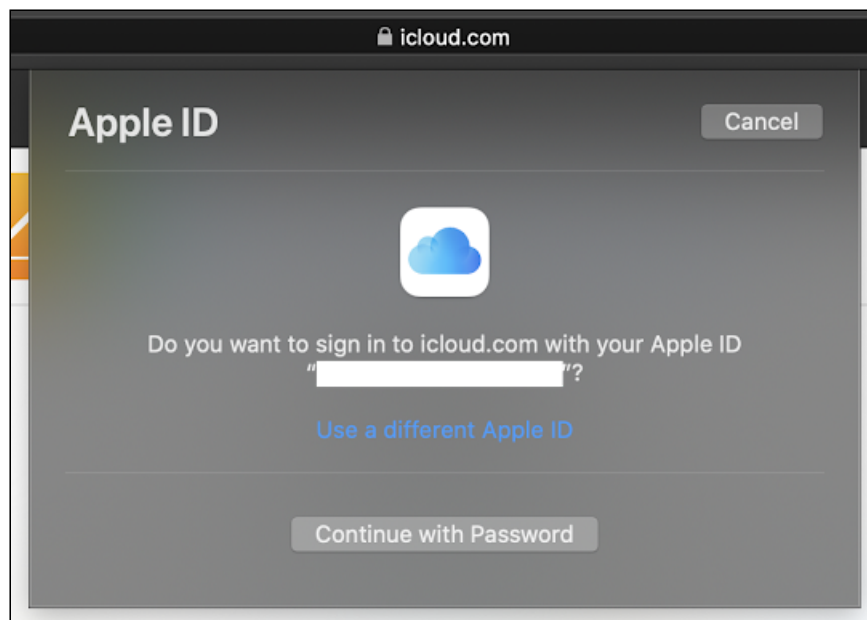 icloud.com
Apple ID
Cancel
Do you want to sign in to icloud.com with your Apple ID
“ ”?
Use a different Apple ID
Continue with Password